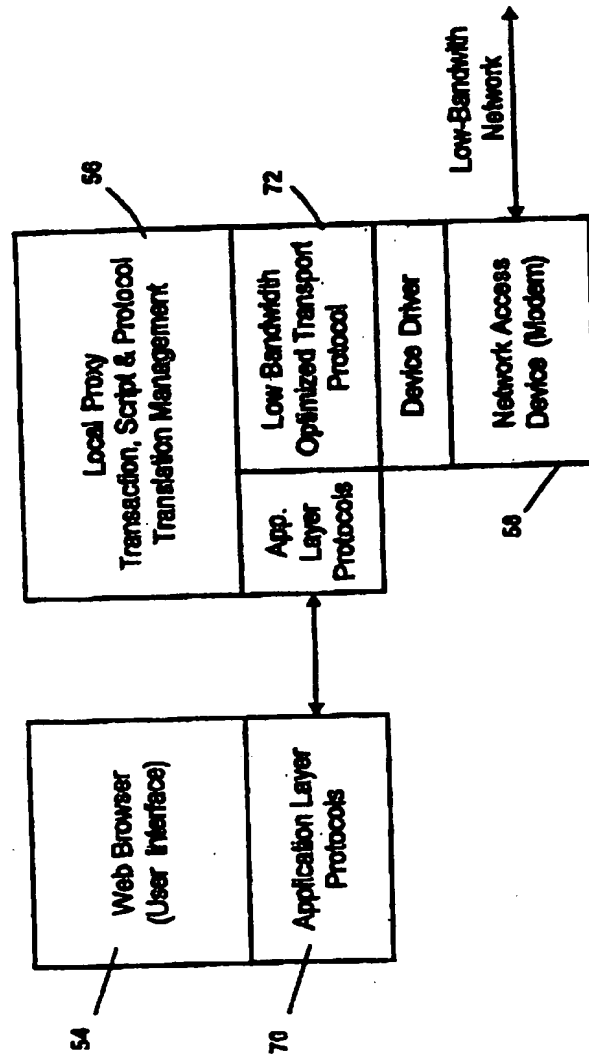 54
Web Browser
(User Interface)
70
Application Layer
Protocols
56
Local Proxy
Transaction, Script & Protocol
Translation Management
App.
Layer
Protocols
72
Low Bandwidth
Optimized Transport
Protocol
Device Driver
Network Access
Device (Modem)
58
Low-Bandwith
Network